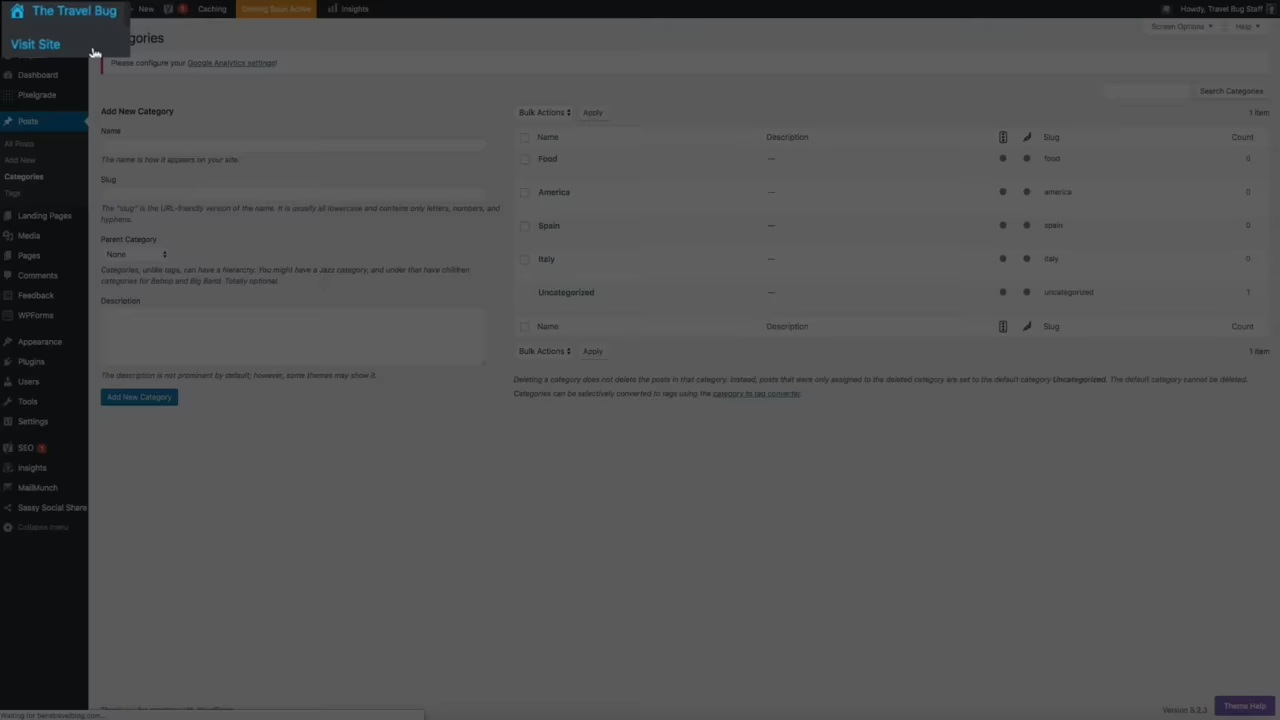 The Travel Bug
New
1
Caching
Coming Soon Active
Insights
Howdy, Travel Bug Staff
Visit Site
Screen Options
Help
Please configure your Google Analytics settings!
Dashboard
Pixelgrade
Posts
All Posts
Add New
Categories
Tags
Landing Pages
Media
Pages
Comments
Feedback
WPForms
Appearance
Plugins
Users
Tools
Settings
SEO 1
Insights
MailMunch
Sassy Social Share
Collapse menu
Add New Category
Name
The name is how it appears on your site.
Slug
The "slug" is the URL-friendly version of the name. It is usually all lowercase and contains only letters, numbers, and
hyphens.
Parent Category
None
Categories, unlike tags, can have a hierarchy. You might have a Jazz category, and under that have children
categories for Bebop and Big Band. Totally optional.
Description
The description is not prominent by default; however, some themes may show it.
Add New Category
Search Categories
Bulk Actions
Apply
1 item
Name Description Slug Count
Food — food 0
America — america 0
Spain — spain 0
Italy — italy 0
Uncategorized — uncategorized 1
Name Description Slug Count
Bulk Actions
Apply
1 item
Deleting a category does not delete the posts in that category. Instead, posts that were only assigned to the deleted category are set to the default category Uncategorized. The default category cannot be deleted.
Categories can be selectively converted to tags using the category to tag converter.
Version 5.2.3
Theme Help